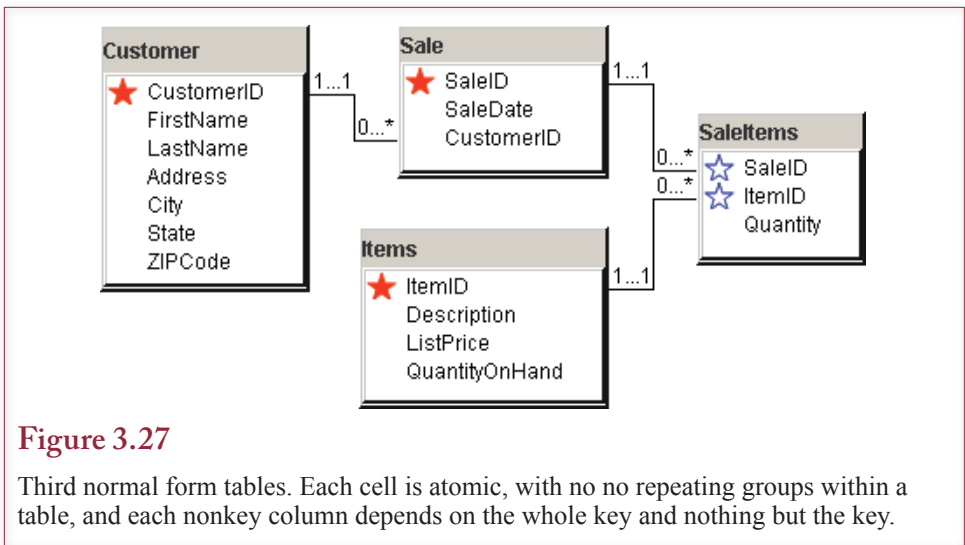 Customer
CustomerID
FirstName
LastName
Address
City
State
ZIPCode
1...1
0...*
Sale
SaleID
SaleDate
CustomerID
1...1
0...*
0...*
SaleItems
SaleID
ItemID
Quantity
Items
ItemID
Description
ListPrice
QuantityOnHand
1...1
Figure 3.27
Third normal form tables. Each cell is atomic, with no no repeating groups within a
table, and each nonkey column depends on the whole key and nothing but the key.